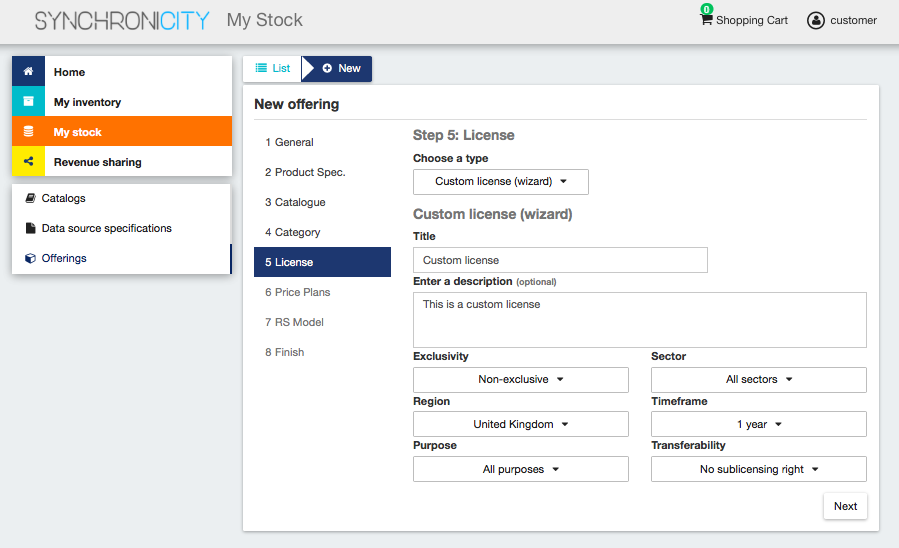 SYNCHRONICITY My Stock
0
Shopping Cart customer
Home
My inventory
My stock
Revenue sharing
Catalogs
Data source specifications
Offerings
List New
New offering
1 General
2 Product Spec.
3 Catalogue
4 Category
5 License
6 Price Plans
7 RS Model
8 Finish
Step 5: License
Choose a type
Custom license (wizard)
Custom license (wizard)
Title
Custom license
Enter a description (optional)
This is a custom license
Exclusivity Sector
Non-exclusive All sectors
Region Timeframe
United Kingdom 1 year
Purpose Transferability
All purposes No sublicensing right
Next